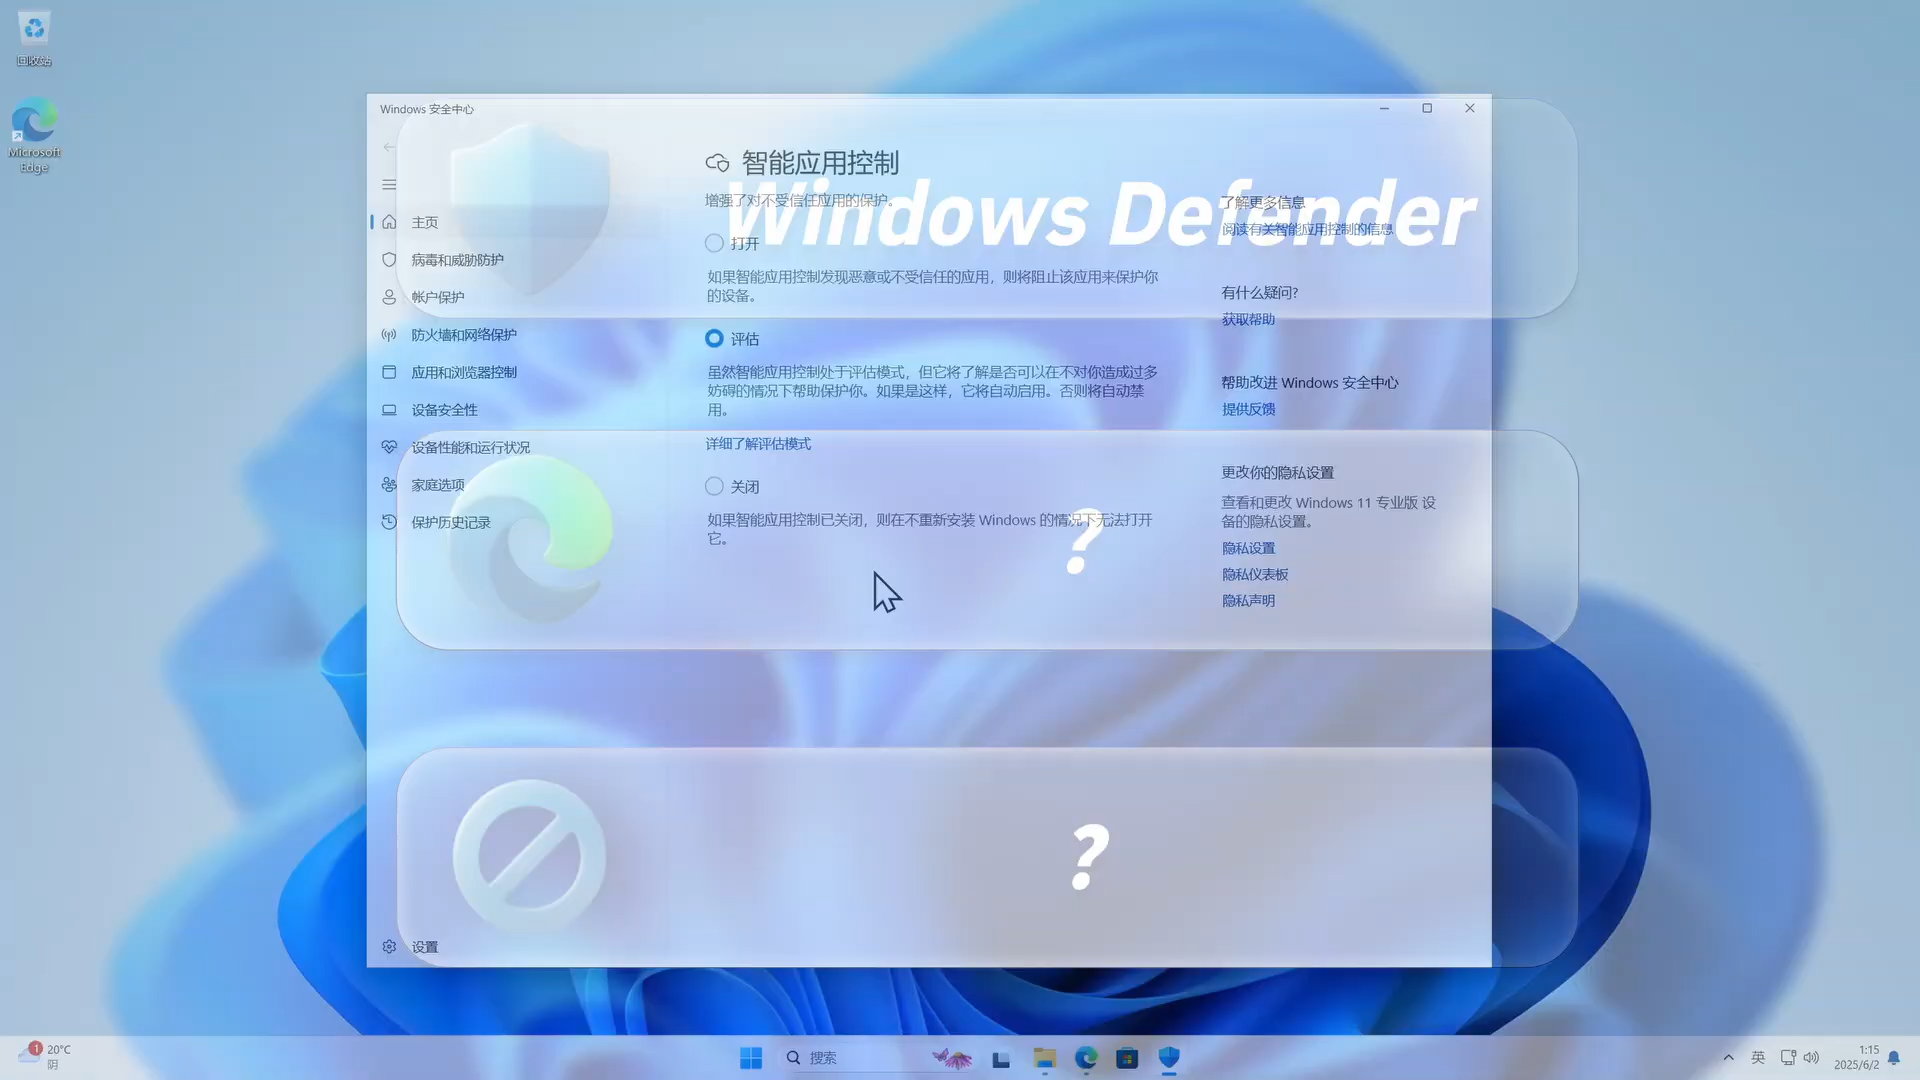 回收站
Microsoft
Edge
Windows 安全中心
主页
病毒和威胁防护
帐户保护
防火墙和网络保护
应用和浏览器控制
设备安全性
设备性能和运行状况
家庭选项
保护历史记录
设置
智能应用控制
增强了对不受信任应用的保护。
Windows Defender
打开
如果智能应用控制发现恶意或不受信任的应用，则将阻止该应用来保护你
的设备。
评估
虽然智能应用控制处于评估模式，但它将了解是否可以在不对你造成过多
妨碍的情况下帮助保护你。如果是这样，它将自动启用。否则将自动禁
用。
详细了解评估模式
关闭
如果智能应用控制已关闭，则在不重新安装 Windows 的情况下无法打开
它。
?
?
了解更多信息
阅读有关智能应用控制的信息
有什么疑问?
获取帮助
帮助改进 Windows 安全中心
提供反馈
更改你的隐私设置
查看和更改 Windows 11 专业版 设
备的隐私设置。
隐私设置
隐私仪表板
隐私声明
1
20°C
阴
搜索
英
1:15
2025/6/2